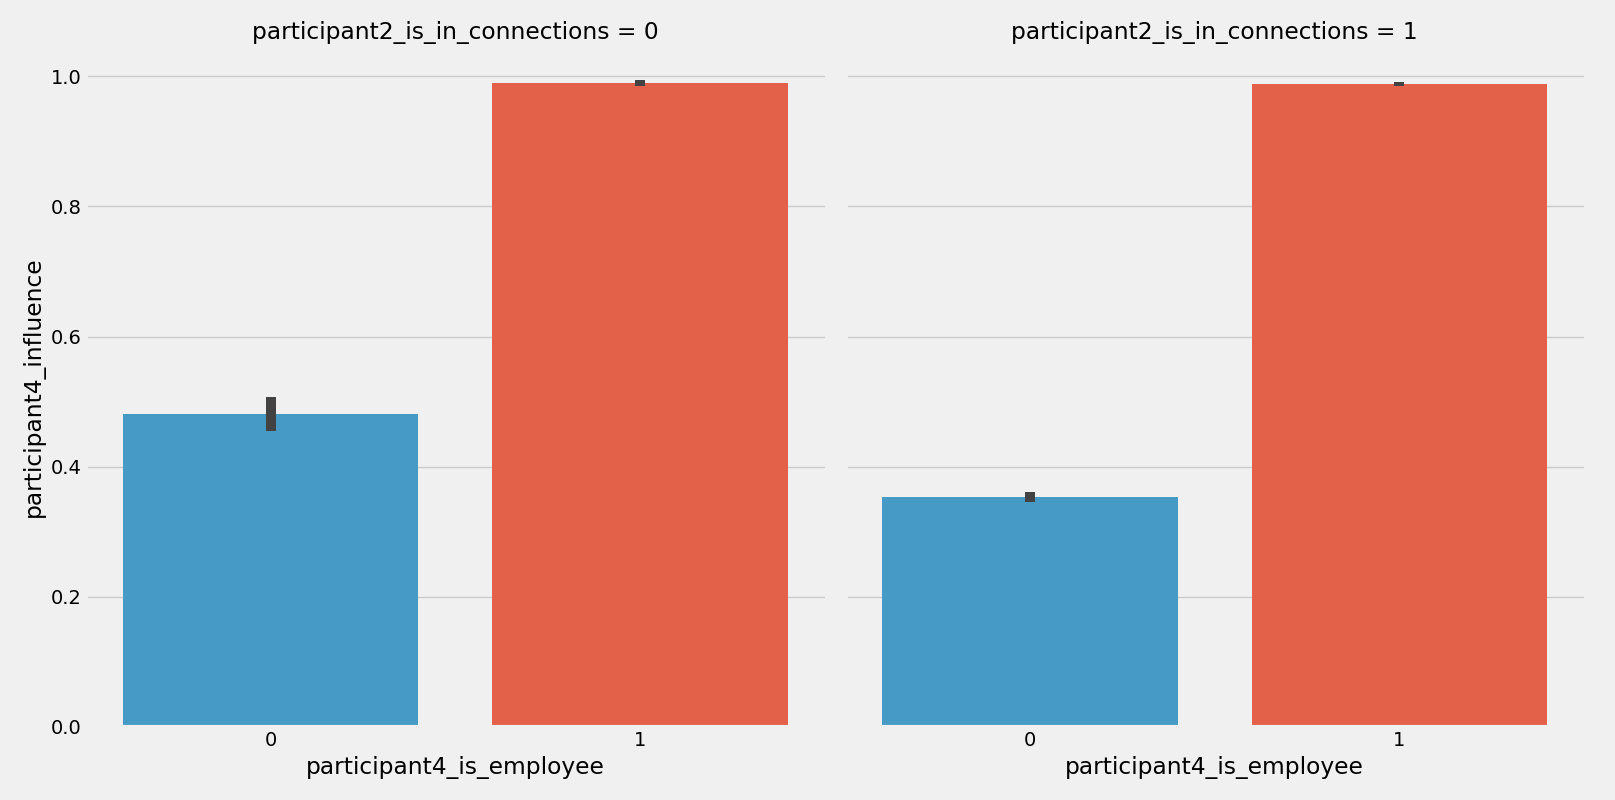 participant2_is_in_connections = 0
participant2_is_in_connections = 1
participant4_influence
1.0
0.8
0.6
0.4
0.2
0.0
0
1
0
1
participant4_is_employee
participant4_is_employee